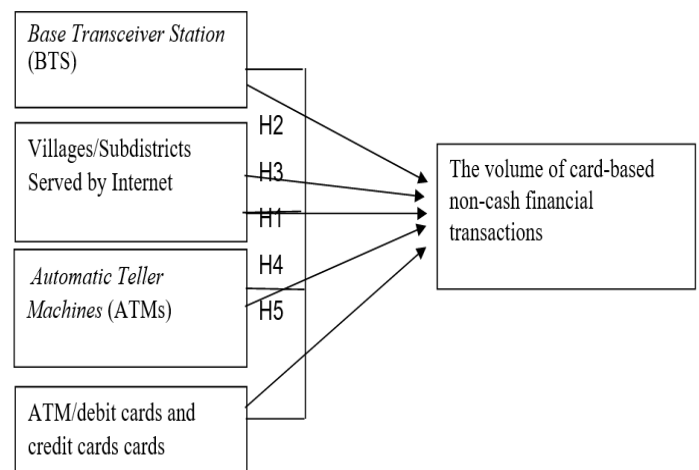 Base Transceiver Station
(BTS)
Villages/Subdistricts
Served by Internet
Automatic Teller
Machines (ATMs)
ATM/debit cards and
credit cards cards
H2
H3
H1
H4
H5
The volume of card-based
non-cash financial
transactions